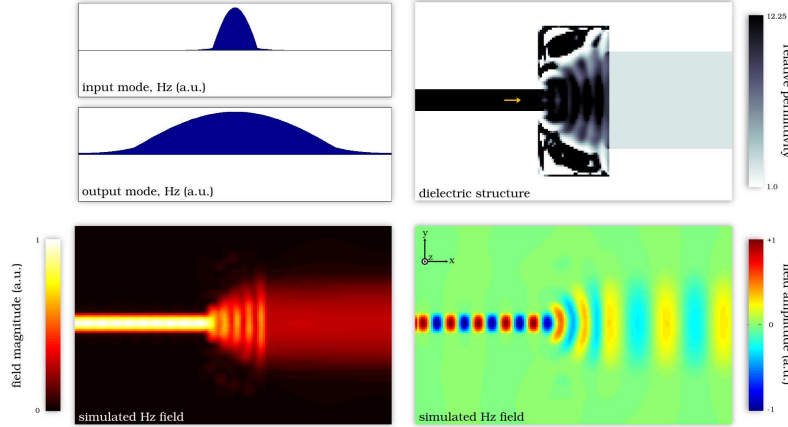 input mode, Hz (a.u.)
output mode, Hz (a.u.)
dielectric structure
12.25
relative permittivity
1.0
field magnitude (a.u.)
1
0
simulated Hz field
y
z
x
simulated Hz field
+1
0
-1
field amplitude (a.u.)